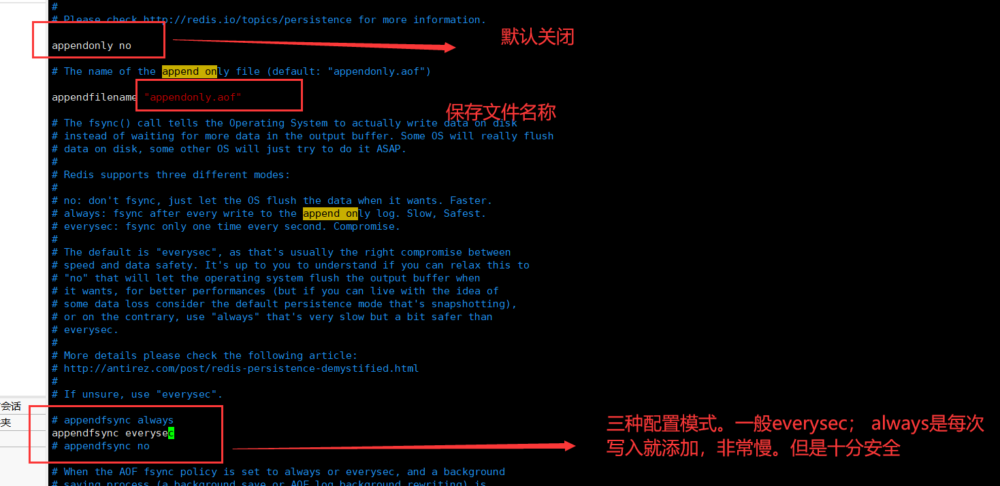 #
# Please check http://redis.io/topics/persistence for more information.
默认关闭
appendonly no
# The name of the append only file (default: "appendonly.aof")
appendfilename "appendonly.aof"
保存文件名称
# The fsync() call tells the Operating System to actually write data on disk
# instead of waiting for more data in the output buffer. Some OS will really flush
# data on disk, some other OS will just try to do it ASAP.
#
# Redis supports three different modes:
#
# no: don't fsync, just let the OS flush the data when it wants. Faster.
# always: fsync after every write to the append only log. Slow, Safest.
# everysec: fsync only one time every second. Compromise.
#
# The default is "everysec", as that's usually the right compromise between
# speed and data safety. It's up to you to understand if you can relax this to
# "no" that will let the operating system flush the output buffer when
# it wants, for better performances (but if you can live with the idea of
# some data loss consider the default persistence mode that's snapshotting),
# or on the contrary, use "always" that's very slow but a bit safer than
# everysec.
#
# More details please check the following article:
# http://antirez.com/post/redis-persistence-demystified.html
#
# If unsure, use "everysec".
会话
夹
# appendfsync always
appendfsync everysec
# appendfsync no
三种配置模式。一般everysec； always是每次
写入就添加，非常慢。但是十分安全
# When the AOF fsync policy is set to always or everysec, and a background
# saving process (a background save or AOF log background rewriting) is